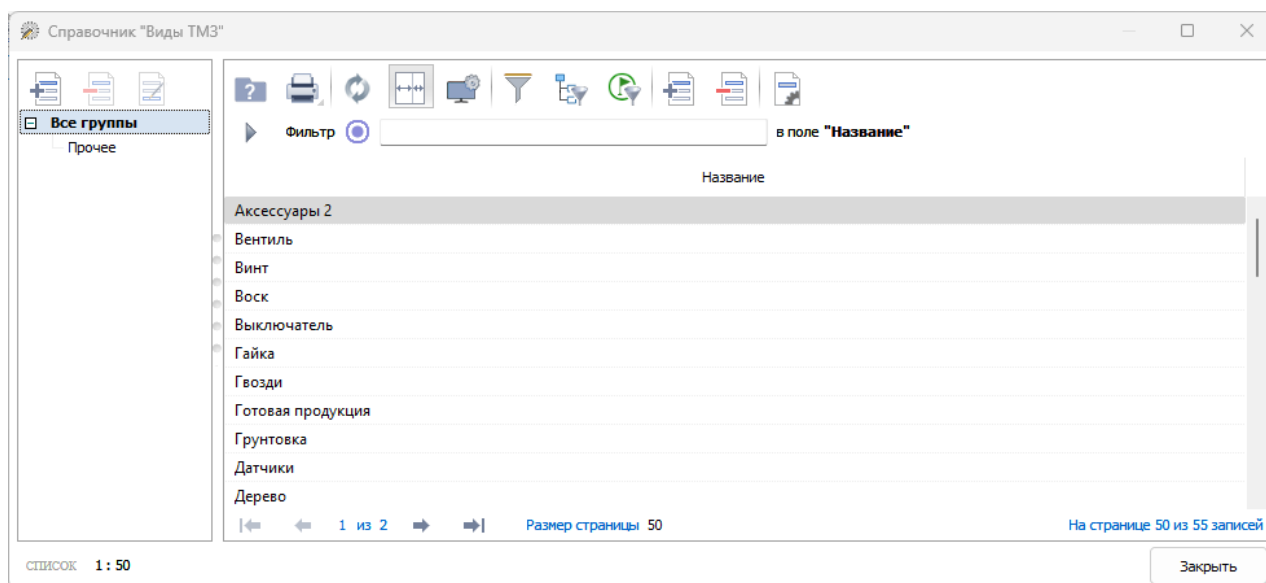 Справочник "Виды ТМЗ"
Все группы
Прочее
Фильтр
в поле "Название"
Название
Аксессуары 2
Вентиль
Винт
Воск
Выключатель
Гайка
Гвозди
Готовая продукция
Грунтовка
Датчики
Дерево
1 из 2 Размер страницы 50 На странице 50 из 55 записей
список 1:50
Закрыть